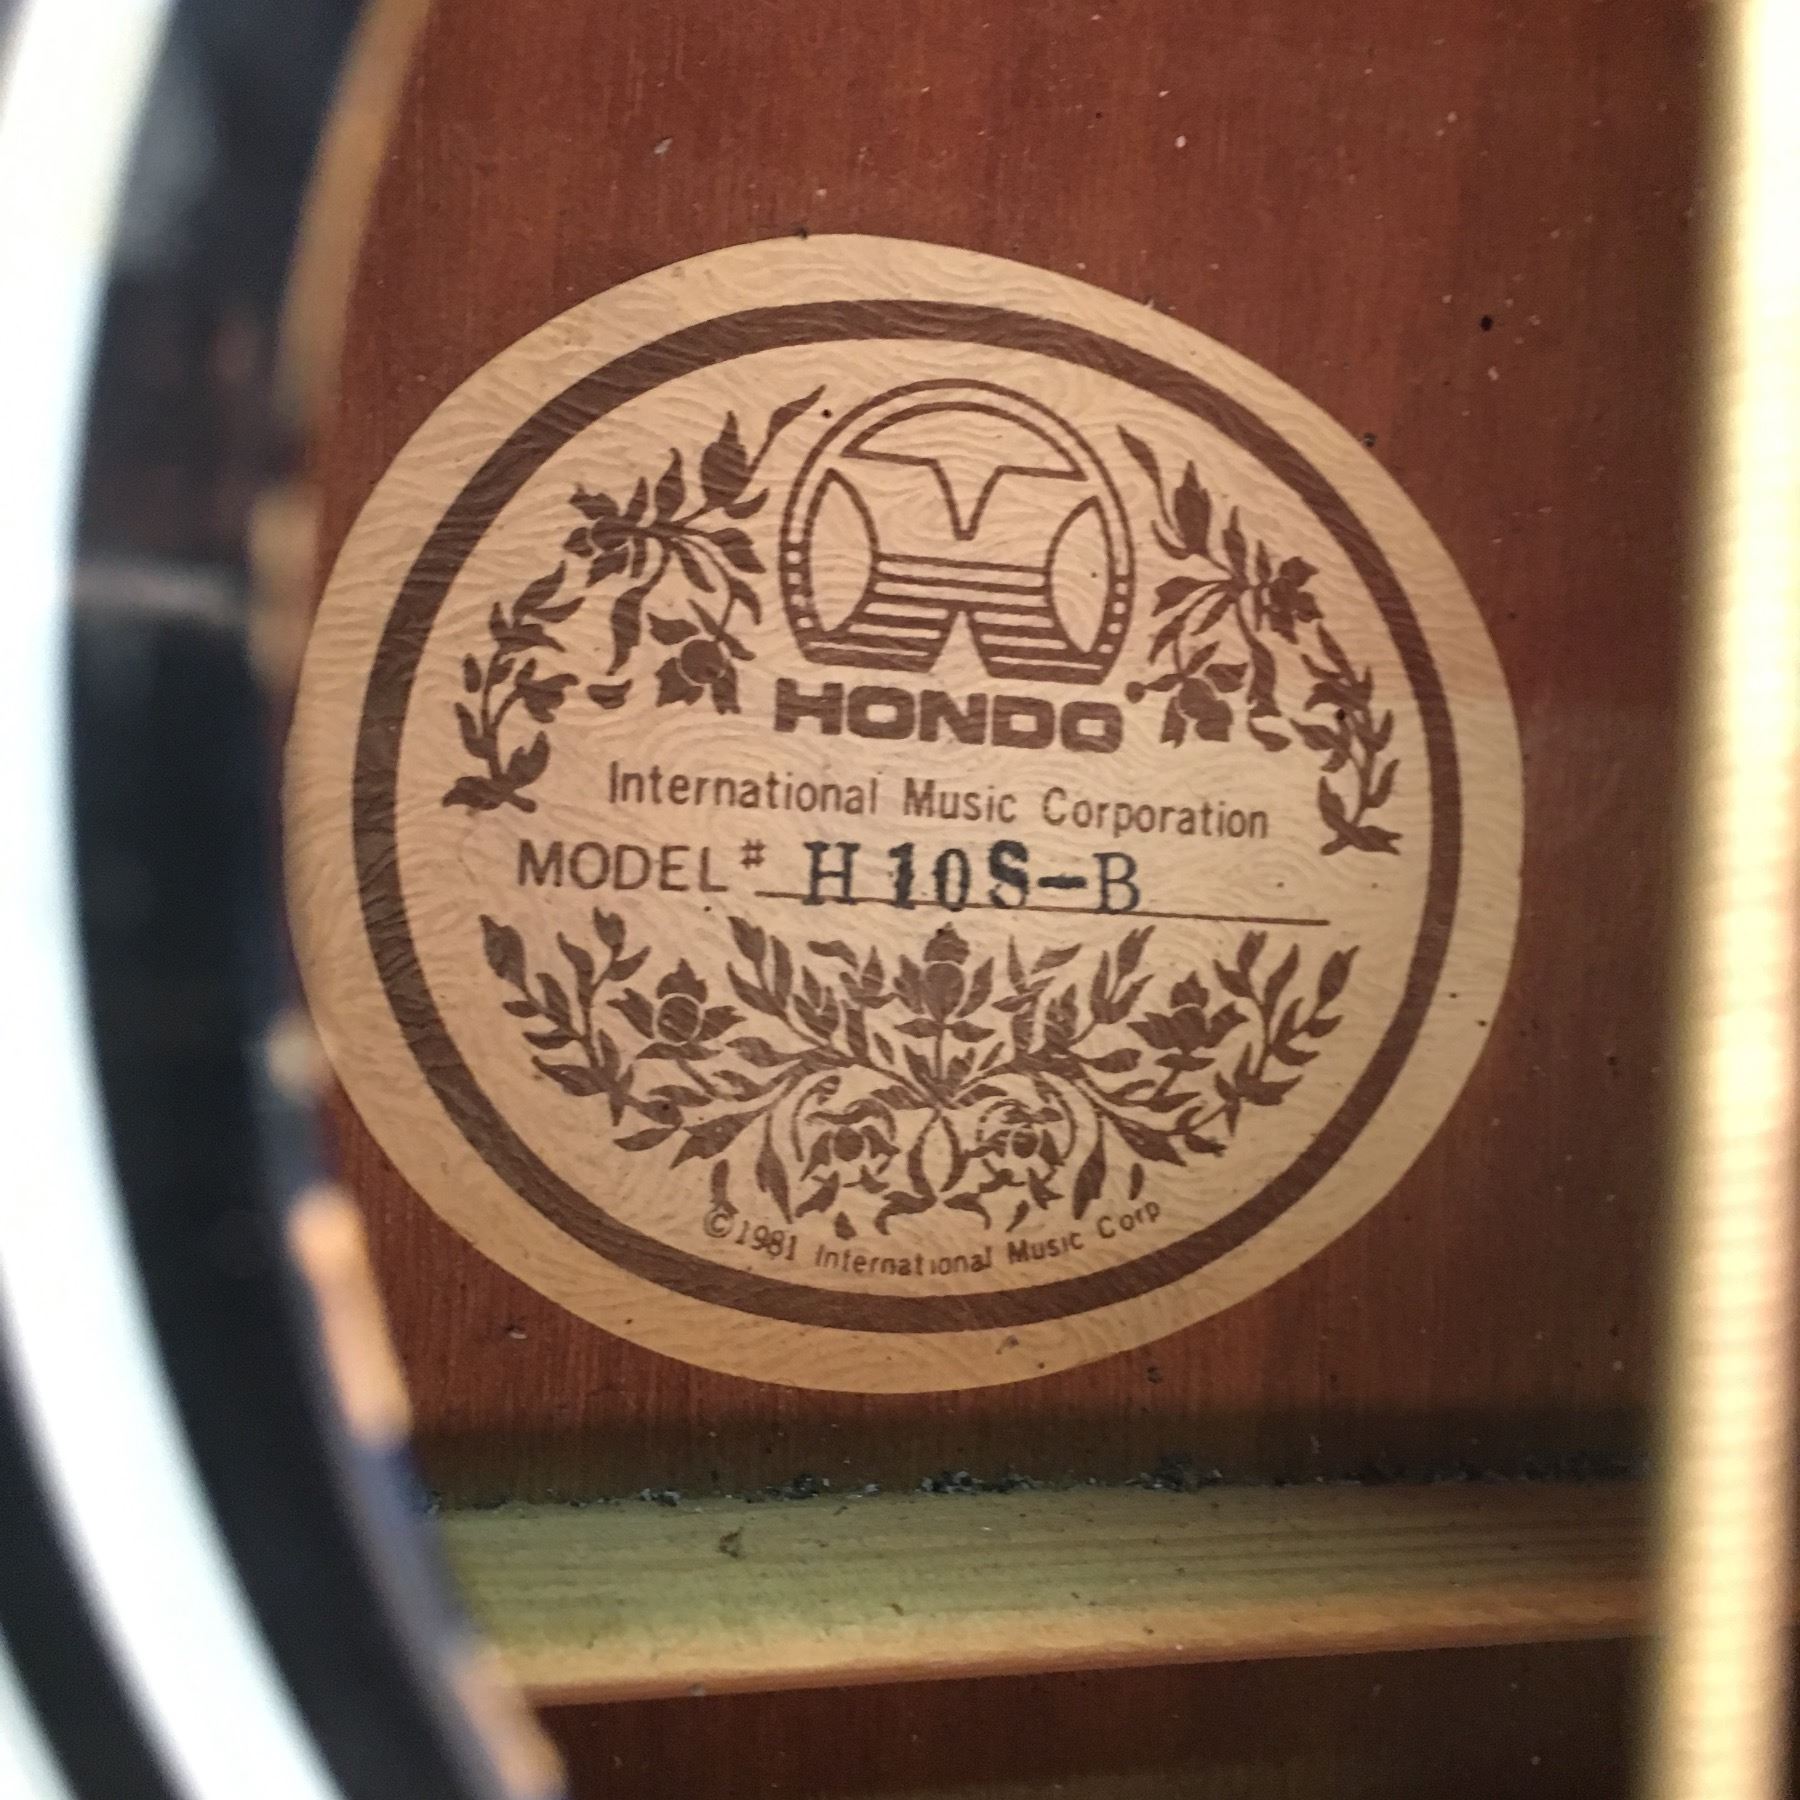 HONDO
International Music Corporation
MODEL # H10S-B
©1981 International Music Corp